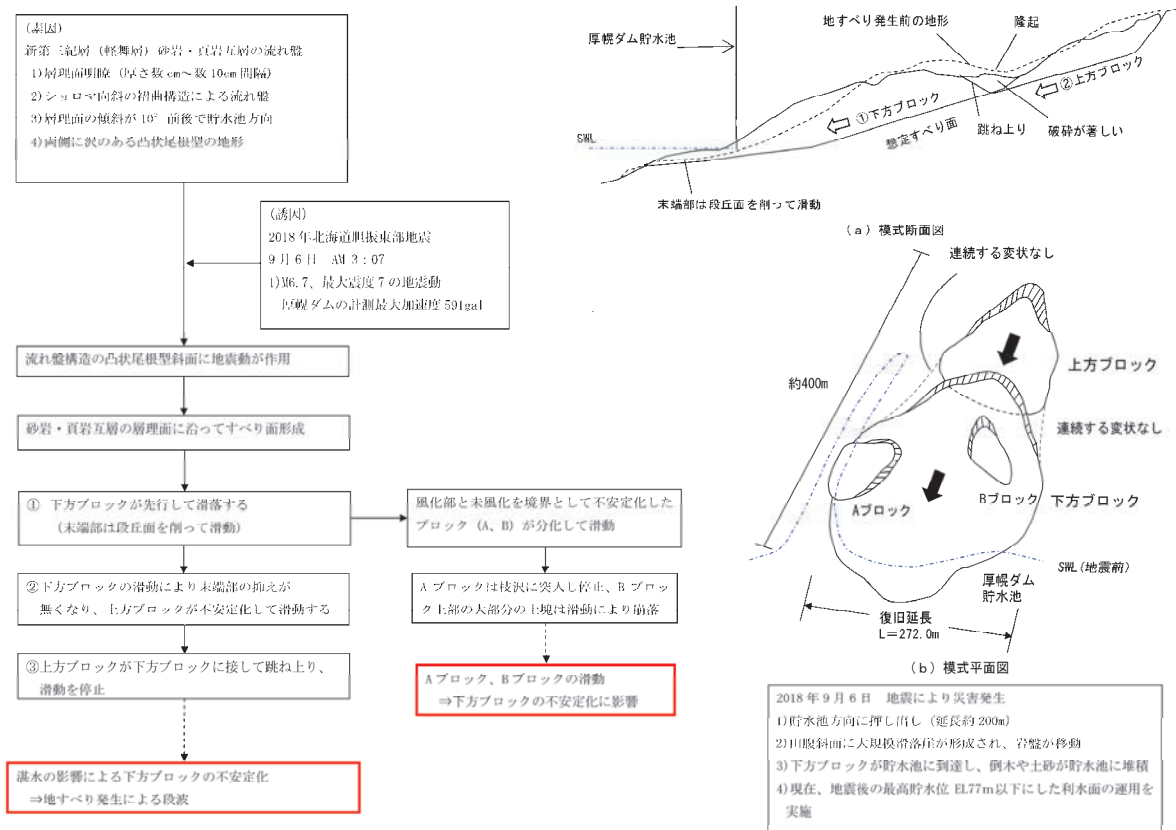 (素因)
新第三紀層(軽舞層)砂岩・頁岩互層の流れ盤
1)層理面明瞭(厚さ数cm~数10cm間隔)
2)ショロマ向斜の褶曲構造による流れ盤
3)層理面の傾斜が10°前後で貯水池方向
4)両側に沢のある凸状尾根型の地形
(誘因)
2018年北海道胆振東部地震
9月6日 AM 3:07
1)M6.7、最大震度7の地震動
厚幌ダムの計測最大加速度591gal
流れ盤構造の凸状尾根型斜面に地震動が作用
砂岩・頁岩互層の層理面に沿ってすべり面形成
① 下方ブロックが先行して滑落する
(末端部は段丘面を削って滑動)
②下方ブロックの滑動により末端部の抑えが
無くなり、上方ブロックが不安定化して滑動する
③上方ブロックが下方ブロックに接して跳ね上り、
滑動を停止
湛水の影響による下方ブロックの不安定化
⇒地すべり発生による段波
風化部と未風化を境界として不安定化した
ブロック(A、B)が分化して滑動
Aブロックは枝沢に突入し停止、Bブロッ
ク上部の大部分の土塊は滑動により崩落
Aブロック、Bブロックの滑動
⇒下方ブロックの不安定化に影響
厚幌ダム貯水池
地すべり発生前の地形
隆起
②上方ブロック
①下方ブロック
想定すべり面
跳ね上り
破砕が著しい
SWL
末端部は段丘面を削って滑動
(a)模式断面図
連続する変状なし
約400m
上方ブロック
連続する変状なし
Aブロック
Bブロック
下方ブロック
SWL(地震前)
厚幌ダム
貯水池
復旧延長
L=272.0m
(b)模式平面図
2018年9月6日 地震により災害発生
1)貯水池方向に押し出し(延長約200m)
2)山腹斜面に大規模滑落崖が形成され、岩盤が移動
3)下方ブロックが貯水池に到達し、倒木や土砂が貯水池に堆積
4)現在、地震後の最高貯水位 EL77m以下にした利水面の運用を
実施